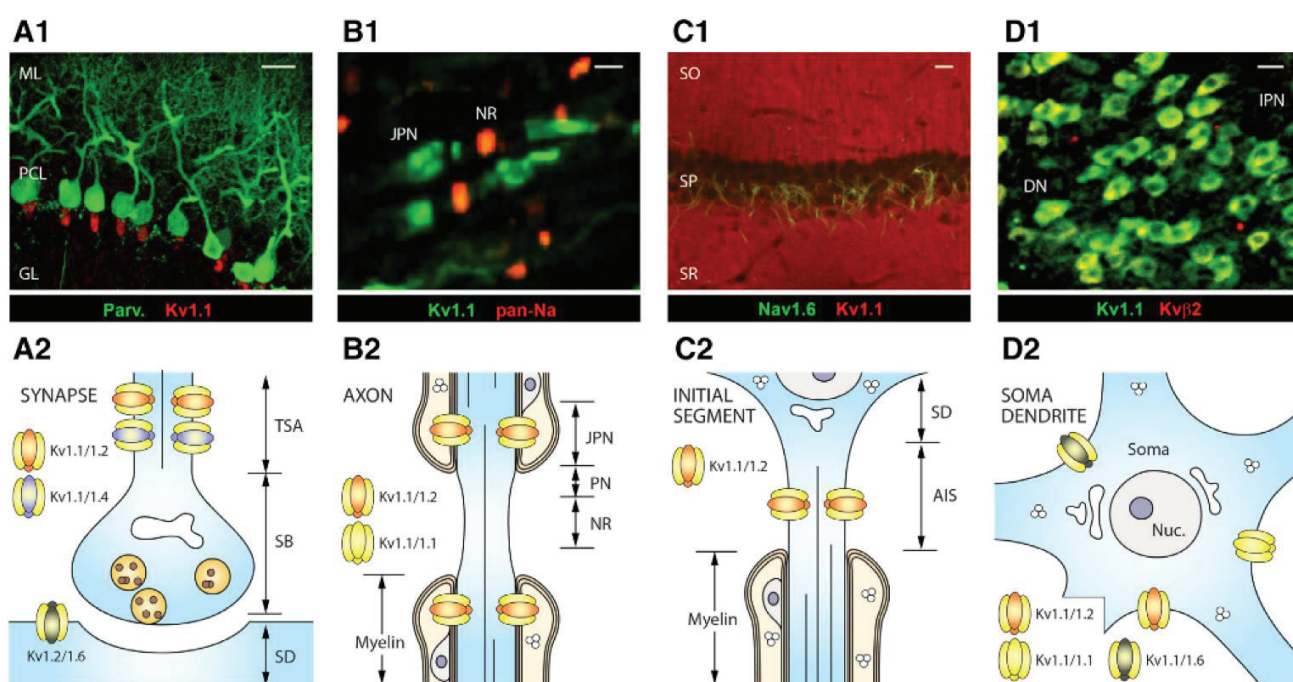 A1
ML
PCL
GL
Parv. Kv1.1
B1
JPN
NR
Kv1.1 pan-Na
C1
SO
SP
SR
Nav1.6 Kv1.1
D1
IPN
DN
Kv1.1 Kvβ2
A2
SYNAPSE
Kv1.1/1.2
Kv1.1/1.4
Kv1.2/1.6
TSA
SB
SD
B2
AXON
Kv1.1/1.2
Kv1.1/1.1
Myelin
JPN
PN
NR
C2
INITIAL
SEGMENT
Kv1.1/1.2
Myelin
SD
AIS
D2
SOMA
DENDRITE
Soma
Nuc.
Kv1.1/1.2
Kv1.1/1.1
Kv1.1/1.6